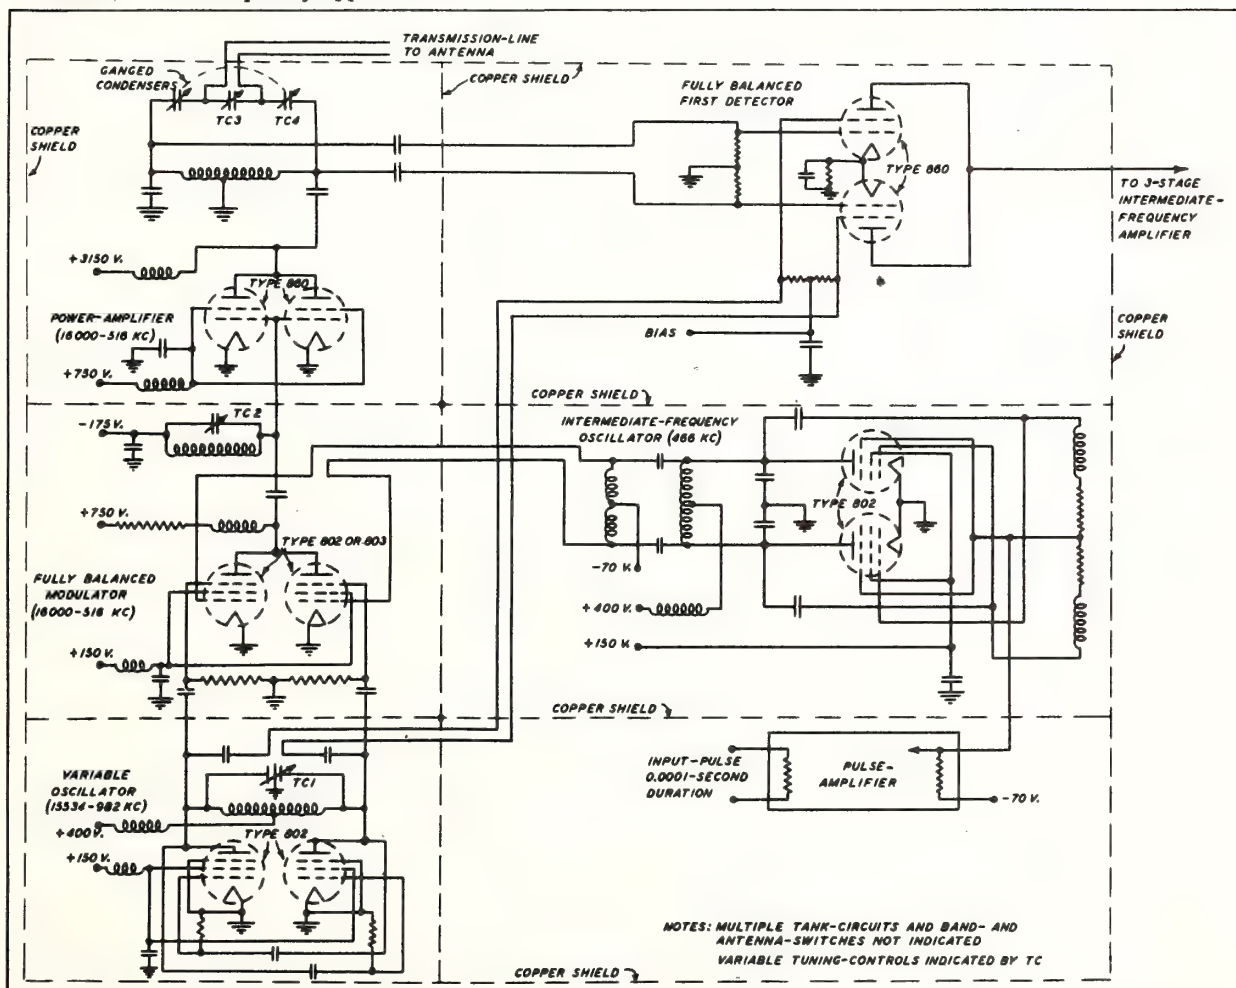 TRANSMISSION-LINE
TO ANTENNA
GANGED
CONDENSERS
COPPER SHIELD
FULLY BALANCED
FIRST DETECTOR
TC3
TC4
COPPER
SHIELD
TYPE 860
TO 3-STAGE
INTERMEDIATE-
FREQUENCY
AMPLIFIER
+3150 V.
TYPE 860
POWER-AMPLIFIER
(16000-516 KC)
BIAS
COPPER
SHIELD
+750 V.
COPPER SHIELD
TC2
-175V.
INTERMEDIATE-FREQUENCY
OSCILLATOR (466 KC)
TYPE 802
+750 V.
TYPE 802 OR 803
-70 V.
FULLY BALANCED
MODULATOR
(16000-516 KC)
+400V.
+150 V.
+150 V.
COPPER SHIELD
VARIABLE
OSCILLATOR
(15534-982 KC)
TC1
INPUT-PULSE
0.0001-SECOND
DURATION
PULSE-
AMPLIFIER
-70 V.
+400V.
TYPE 802
+150 V.
NOTES: MULTIPLE TANK-CIRCUITS AND BAND- AND
ANTENNA-SWITCHES NOT INDICATED
VARIABLE TUNING-CONTROLS INDICATED BY TC
COPPER SHIELD